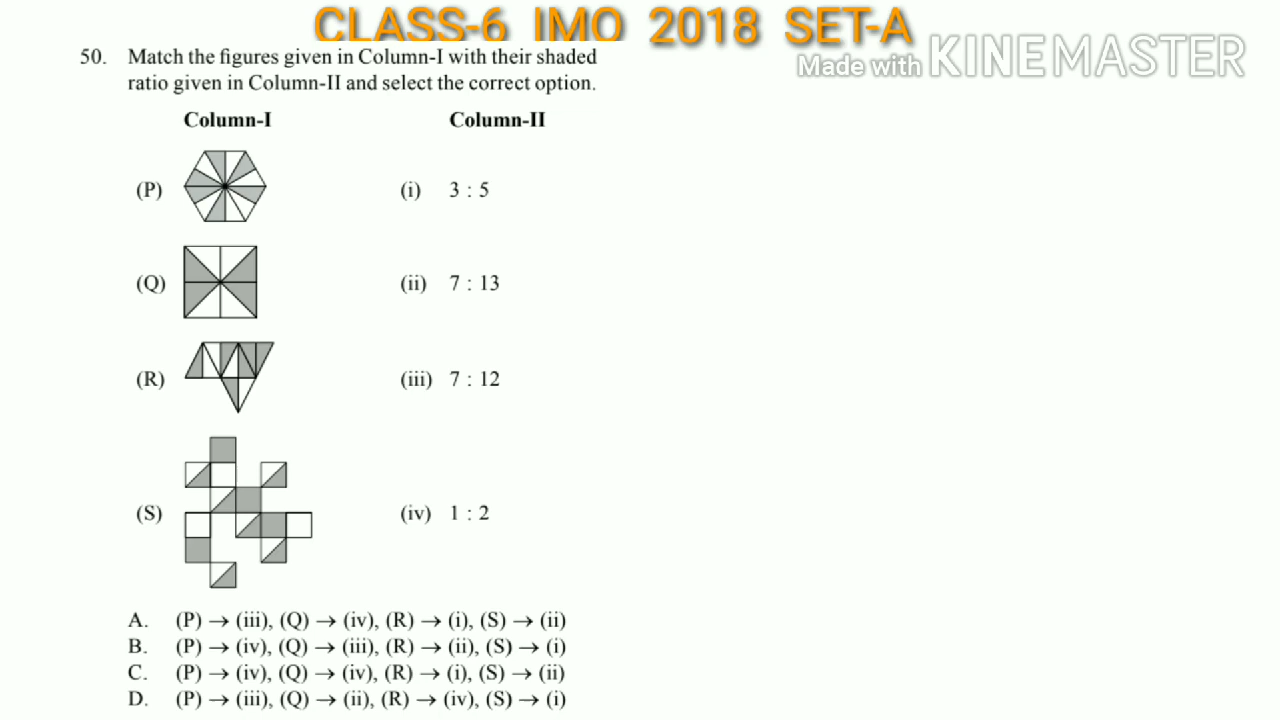 CLASS-6 IMO 2018 SET-A
Made with KINEMASTER
50. Match the figures given in Column-I with their shaded
ratio given in Column-II and select the correct option.
Column-I Column-II
(P) (i) 3 : 5
(Q) (ii) 7 : 13
(R) (iii) 7 : 12
(S) (iv) 1 : 2
A. (P) → (iii), (Q) → (iv), (R) → (i), (S) → (ii)
B. (P) → (iv), (Q) → (iii), (R) → (ii), (S) → (i)
C. (P) → (iv), (Q) → (iv), (R) → (i), (S) → (ii)
D. (P) → (iii), (Q) → (ii), (R) → (iv), (S) → (i)